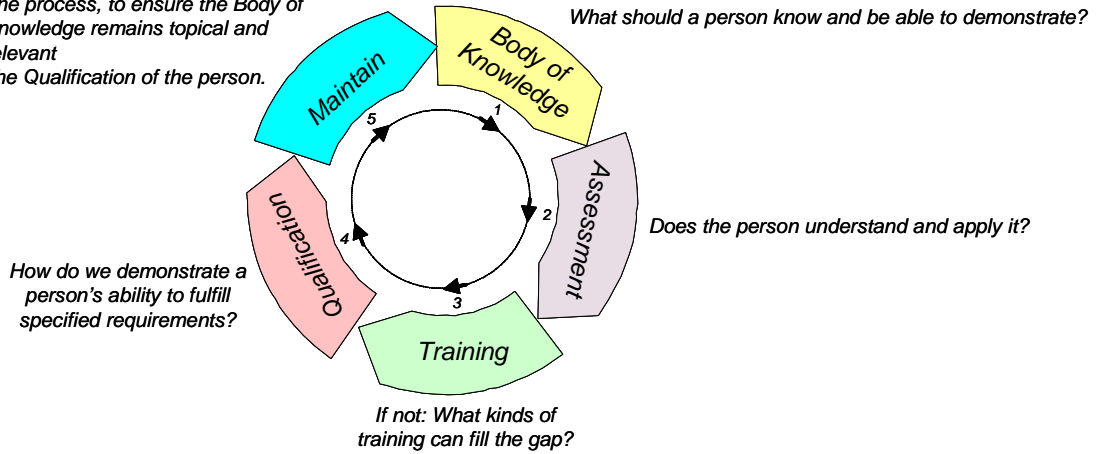 he process, to ensure the Body of
nowledge remains topical and
elevant
he Qualification of the person.
What should a person know and be able to demonstrate?
Body of
Knowledge
1
Maintain
5
Assessment
2
Does the person understand and apply it?
Qualification
4
How do we demonstrate a
person's ability to fulfill
specified requirements?
3
Training
If not: What kinds of
training can fill the gap?